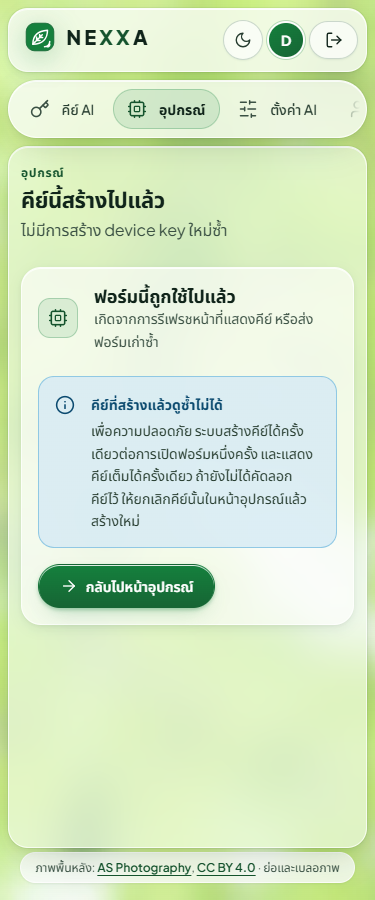 NEXXA
D
คีย์ AI
อุปกรณ์
ตั้งค่า AI
อุปกรณ์
คีย์นี้สร้างไปแล้ว
ไม่มีการสร้าง device key ใหม่ซ้ำ
ฟอร์มนี้ถูกใช้ไปแล้ว
เกิดจากการรีเฟรชหน้าที่แสดงคีย์ หรือส่ง
ฟอร์มเก่าซ้ำ
คีย์ที่สร้างแล้วดูซ้ำไม่ได้
เพื่อความปลอดภัย ระบบสร้างคีย์ได้ครั้ง
เดียวต่อการเปิดฟอร์มหนึ่งครั้ง และแสดง
คีย์เต็มได้ครั้งเดียว ถ้ายังไม่ได้คัดลอก
คีย์ไว้ ให้ยกเลิกคีย์นั้นในหน้าอุปกรณ์แล้ว
สร้างใหม่
กลับไปหน้าอุปกรณ์
ภาพพื้นหลัง: AS Photography, CC BY 4.0 · ย่อและเบลอภาพ